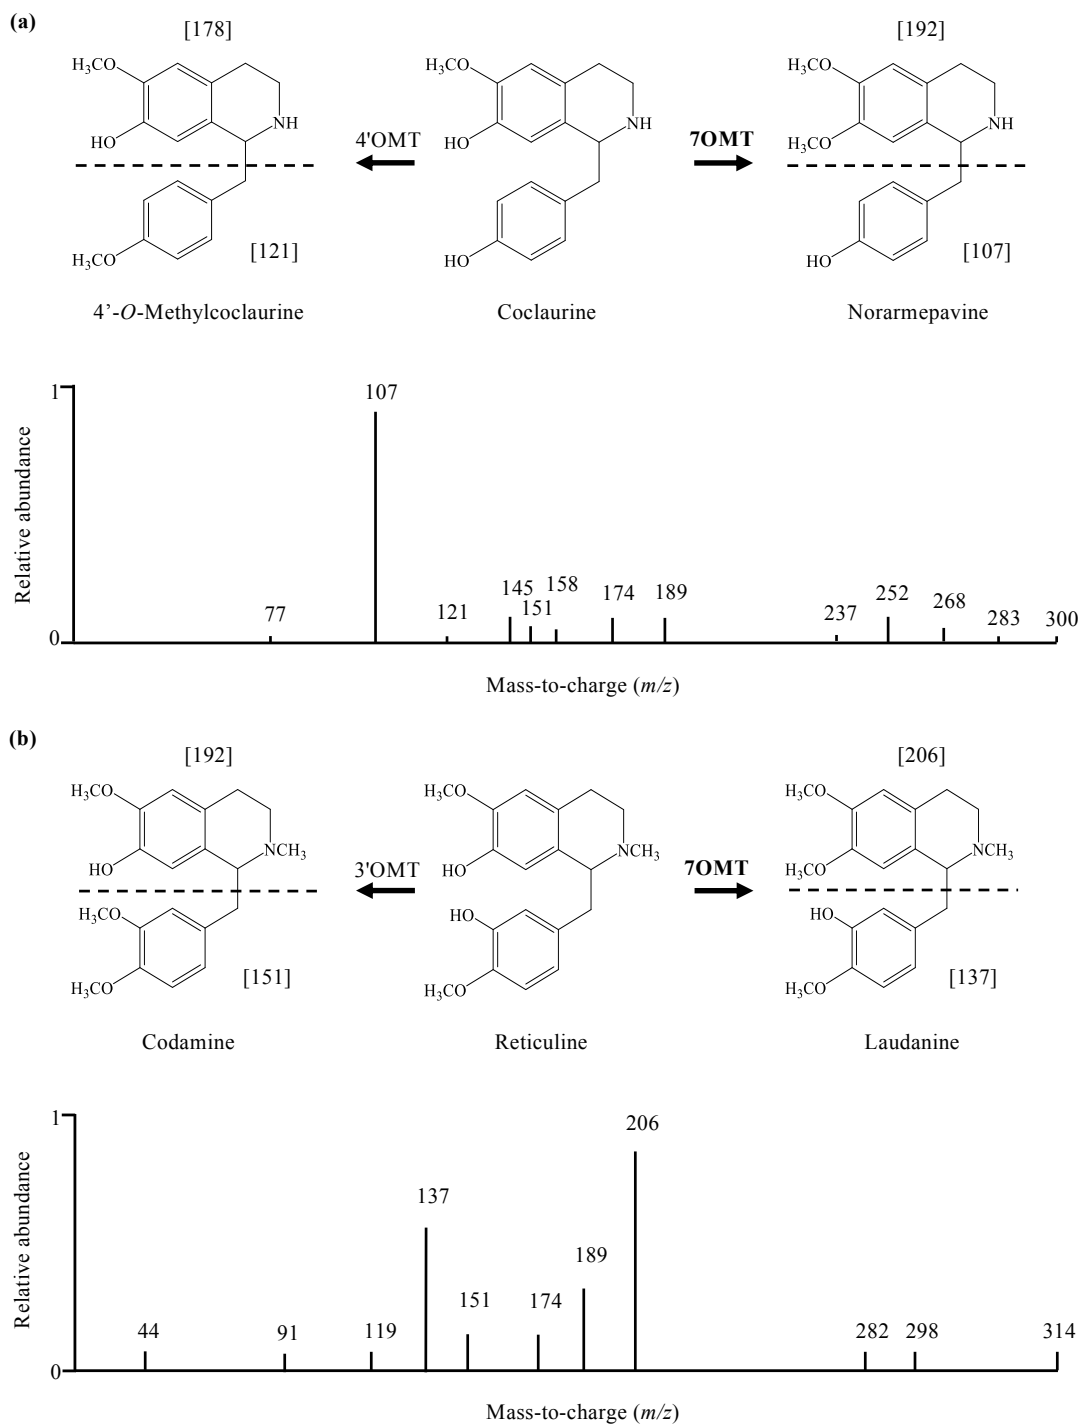 (a)
[178]
[192]
H₃CO
H₃CO
H₃CO
HO
NH
4'OMT
HO
NH
7OMT
H₃CO
NH
H₃CO
[121]
HO
HO
[107]
4’-O-Methylcoclaurine
Coclaurine
Norarmepavine
1
107
Relative abundance
77
121
145
151
158
174
189
237
252
268
283
300
0
Mass-to-charge (m/z)
(b)
[192]
[206]
H₃CO
H₃CO
H₃CO
HO
NCH₃
3'OMT
HO
NCH₃
7OMT
H₃CO
NCH₃
H₃CO
HO
HO
H₃CO
[151]
H₃CO
H₃CO
[137]
Codamine
Reticuline
Laudanine
1
206
137
Relative abundance
189
151
174
44
91
119
282
298
314
0
Mass-to-charge (m/z)